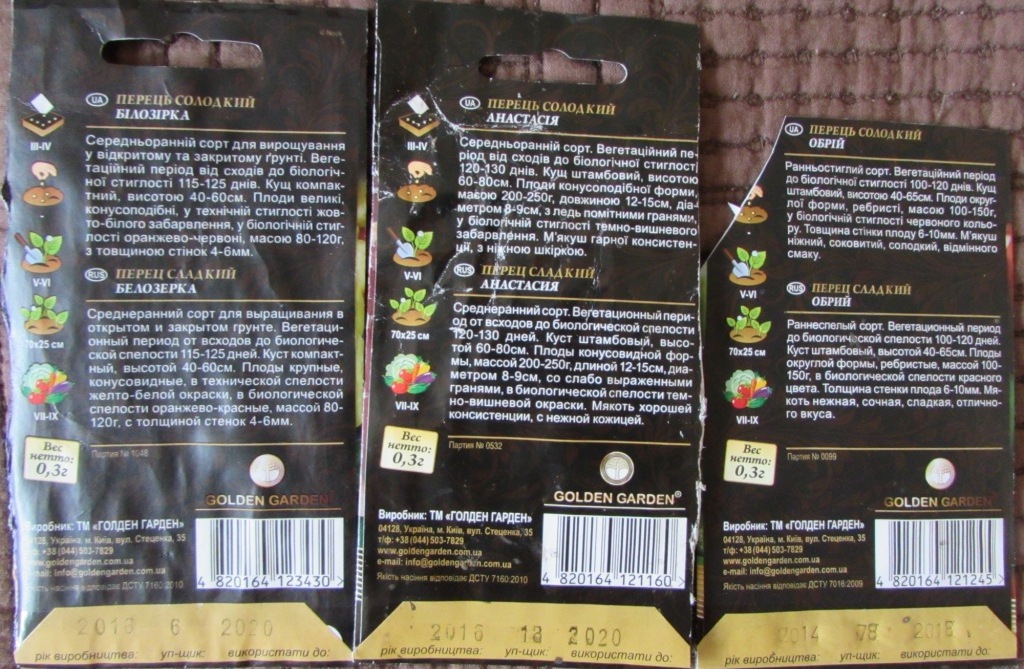 UA ПЕРЕЦЬ СОЛОДКИЙ
БІЛОЗІРКА
Середньоранній сорт для вирощування
у відкритому та закритому ґрунті. Веге-
таційний період від сходів до біологіч-
ної стиглості 115-125 днів. Кущ компак-
тний, висотою 40-60см. Плоди великі,
конусоподібні, у технічній стиглості жов-
то-білого забарвлення, у біологічній стиг-
лості оранжево-червоні, масою 80-120г,
з товщиною стінок 4-6мм.
RUS ПЕРЕЦ СЛАДКИЙ
БЕЛОЗЕРКА
Среднеранний сорт для выращивания в
открытом и закрытом грунте. Вегетаци-
онный период от всходов до биологиче-
ской спелости 115-125 дней. Куст компакт-
ный, высотой 40-60см. Плоды крупные,
конусовидные, в технической спелости
желто-белой окраски, в биологической
спелости оранжево-красные, массой 80-
120г, с толщиной стенок 4-6мм.
III-IV
V-VI
70х25 см
VII-IX
Вес
нетто:
0,3г
Партия № 1048
GOLDEN GARDEN
Виробник: ТМ «ГОЛДЕН ГАРДЕН»
04128, Україна, м. Київ, вул. Стеценка, 35
т/ф: +38 (044) 503-7829
www.goldengarden.com.ua
e-mail: info@goldengarden.com.ua
Якість насіння відповідає ДСТУ 7160:2010
4 820164 123430 >
2016 6 2020
рік виробництва: уп-щик: використати до:
UA ПЕРЕЦЬ СОЛОДКИЙ
АНАСТАСІЯ
Середньоранній сорт. Вегетаційний пе-
ріод від сходів до біологічної стиглості
120-130 днів. Кущ штамбовий, висотою
60-80см. Плоди конусоподібної форми,
масою 200-250г, довжиною 12-15см, діа-
метром 8-9см, з ледь помітними гранями,
у біологічній стиглості темно-вишневого
забарвлення. М'якуш гарної консистен-
ції, з ніжною шкіркою.
RUS ПЕРЕЦ СЛАДКИЙ
АНАСТАСИЯ
Среднеранний сорт. Вегетационный пери-
од от всходов до биологической спелости
120-130 дней. Куст штамбовый, высо-
той 60-80см. Плоды конусовидной фор-
мы, массой 200-250г, длиной 12-15см, диа-
метром 8-9см, со слабо выраженными
гранями, в биологической спелости тем-
но-вишневой окраски. Мякоть хорошей
консистенции, с нежной кожицей.
III-IV
V-VI
70х25 см
VII-IX
Вес
нетто:
0,3г
Партия № 0532
GOLDEN GARDEN®
Виробник: ТМ «ГОЛДЕН ГАРДЕН»
04128, Україна, м. Київ, вул. Стеценка, 35
т/ф: +38 (044) 503-7829
www.goldengarden.com.ua
e-mail: info@goldengarden.com.ua
Якість насіння відповідає ДСТУ 7160:2010
4 820164 121160 >
2016 18 2020
рік виробництва: уп-щик: використати до:
UA ПЕРЕЦЬ СОЛОДКИЙ
ОБРІЙ
Ранньостиглий сорт. Вегетаційний період
до біологічної стиглості 100-120 днів. Кущ
штамбовий, висотою 40-65см. Плоди округ-
лої форми, ребристі, масою 100-150г,
у біологічній стиглості червоного кольо-
ру. Товщина стінки плоду 6-10мм. М'якуш
ніжний, соковитий, солодкий, відмінного
смаку.
RUS ПЕРЕЦ СЛАДКИЙ
ОБРИЙ
Раннеспелый сорт. Вегетационный период
до биологической спелости 100-120 дней.
Куст штамбовый, высотой 40-65см. Плоды
округлой формы, ребристые, массой 100-
150г, в биологической спелости красного
цвета. Толщина стенки плода 6-10мм. Мя-
коть нежная, сочная, сладкая, отлично-
го вкуса.
V-VI
70х25 см
VII-IX
Вес
нетто:
0,3г
Партия № 0099
GOLDEN GARDEN
Виробник: ТМ «ГОЛДЕН ГАРДЕН»
04128, Україна, м. Київ, вул. Стеценка, 35
т/ф: +38 (044) 503-7829
www.goldengarden.com.ua
e-mail: info@goldengarden.com.ua
Якість насіння відповідає ДСТУ 7016:2009
4 820164 121245 >
2014 78 2018
рік виробництва: уп-щик: використати до: